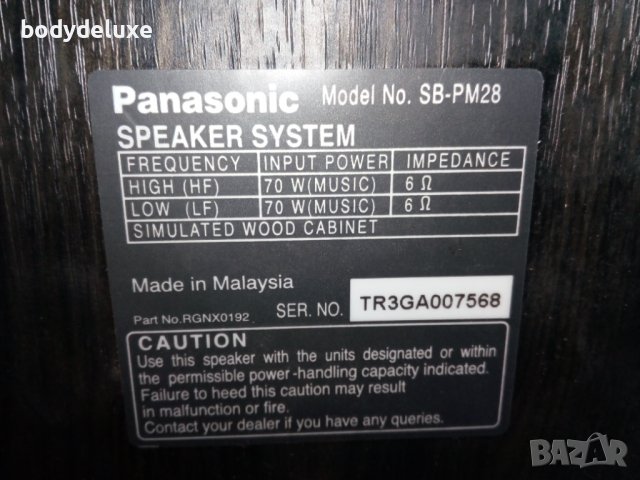 bodydeluxe
Panasonic Model No. SB-PM28
SPEAKER SYSTEM
FREQUENCY INPUT POWER IMPEDANCE
HIGH (HF) 70 W(MUSIC) 6 Ω
LOW (LF) 70 W(MUSIC) 6 Ω
SIMULATED WOOD CABINET
Made in Malaysia
Part No.RGNX0192 SER. NO. TR3GA007568
CAUTION
Use this speaker with the units designated or within
the permissible power-handling capacity indicated.
Failure to heed this caution may result
in malfunction or fire.
Contact your dealer if you have any queries.
BAZAR